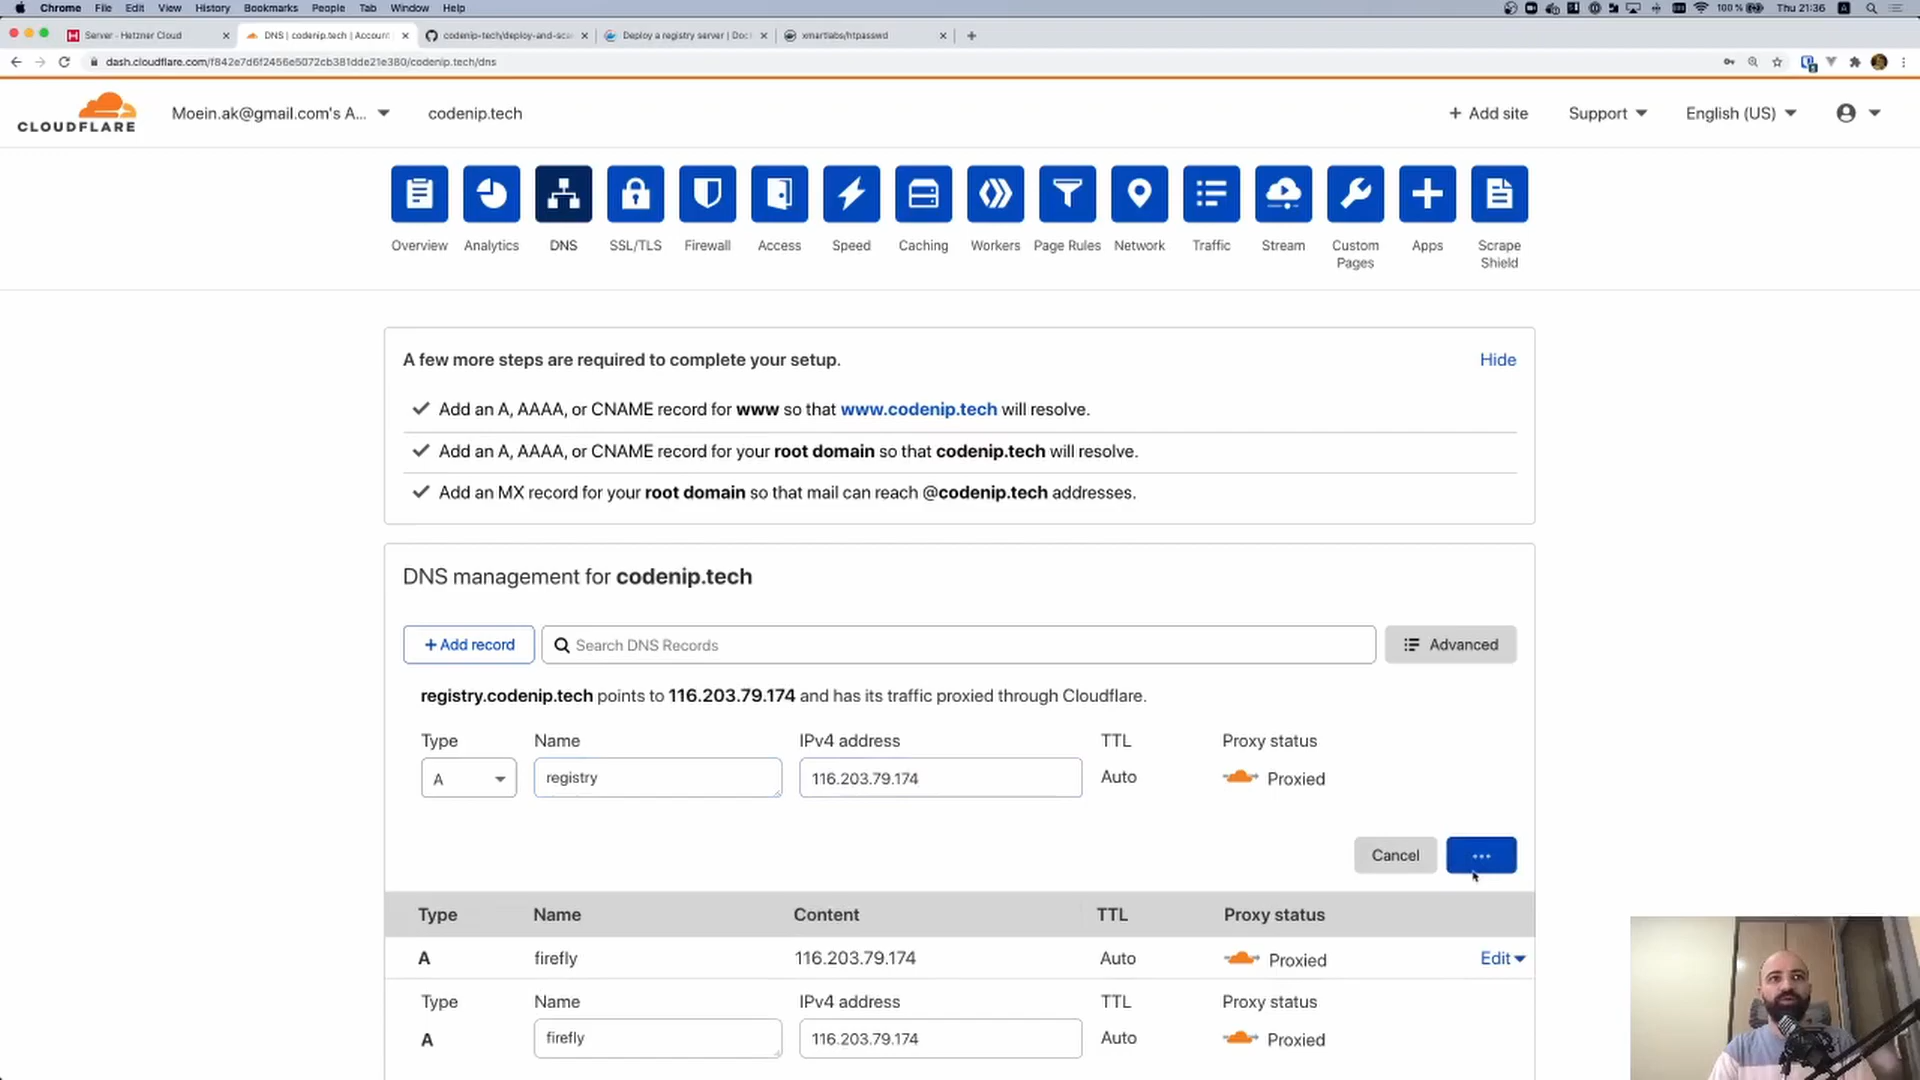 Chrome File Edit View History Bookmarks People Tab Window Help 100 % Thu 21:36
Server - Hetzner Cloud DNS | codenip.tech | Account codenip-tech/deploy-and-sca Deploy a registry server | Doc xmartlabs/htpasswd
dash.cloudflare.com/f842e7d6f2456e5072cb381dde21e380/codenip.tech/dns
CLOUDFLARE Moein.ak@gmail.com's A... codenip.tech + Add site Support English (US)
Overview Analytics DNS SSL/TLS Firewall Access Speed Caching Workers Page Rules Network Traffic Stream Custom Pages Apps Scrape Shield
A few more steps are required to complete your setup. Hide
Add an A, AAAA, or CNAME record for www so that www.codenip.tech will resolve.
Add an A, AAAA, or CNAME record for your root domain so that codenip.tech will resolve.
Add an MX record for your root domain so that mail can reach @codenip.tech addresses.
DNS management for codenip.tech
+ Add record Search DNS Records Advanced
registry.codenip.tech points to 116.203.79.174 and has its traffic proxied through Cloudflare.
Type Name IPv4 address TTL Proxy status
A registry 116.203.79.174 Auto Proxied
Cancel ...
Type Name Content TTL Proxy status
A firefly 116.203.79.174 Auto Proxied Edit
Type Name IPv4 address TTL Proxy status
A firefly 116.203.79.174 Auto Proxied